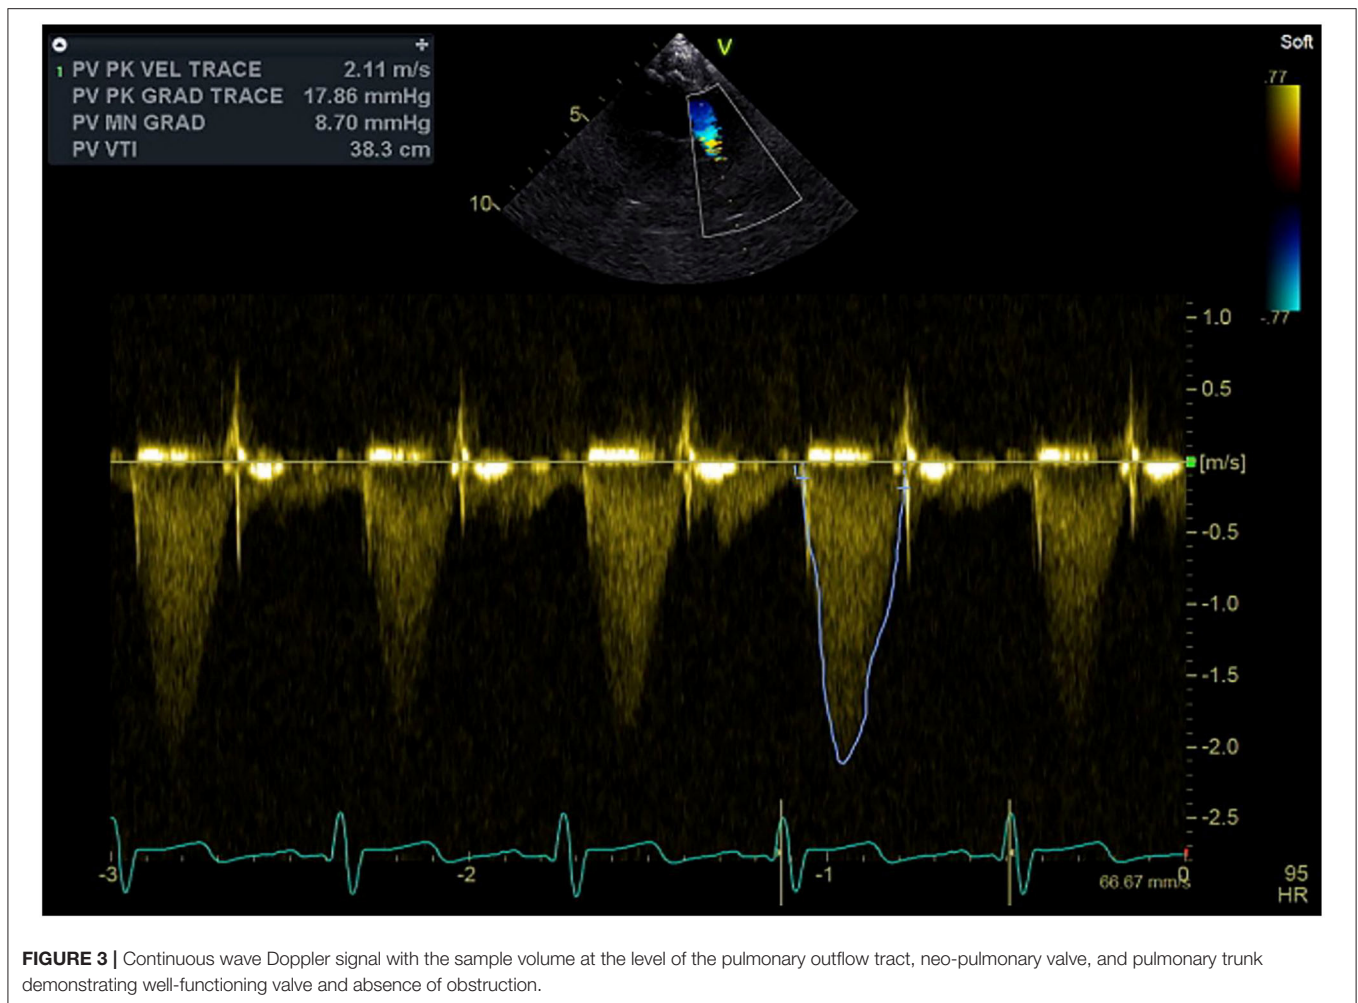 Soft
V
1 PV PK VEL TRACE 2.11 m/s
PV PK GRAD TRACE 17.86 mmHg
PV MN GRAD 8.70 mmHg
PV VTI 38.3 cm
.77
5
10
-.77
1.0
0.5
[m/s]
-0.5
-1.0
-1.5
-2.0
-2.5
-3 -2 -1 0
66.67 mm/s
95
HR
FIGURE 3 | Continuous wave Doppler signal with the sample volume at the level of the pulmonary outflow tract, neo-pulmonary valve, and pulmonary trunk
demonstrating well-functioning valve and absence of obstruction.